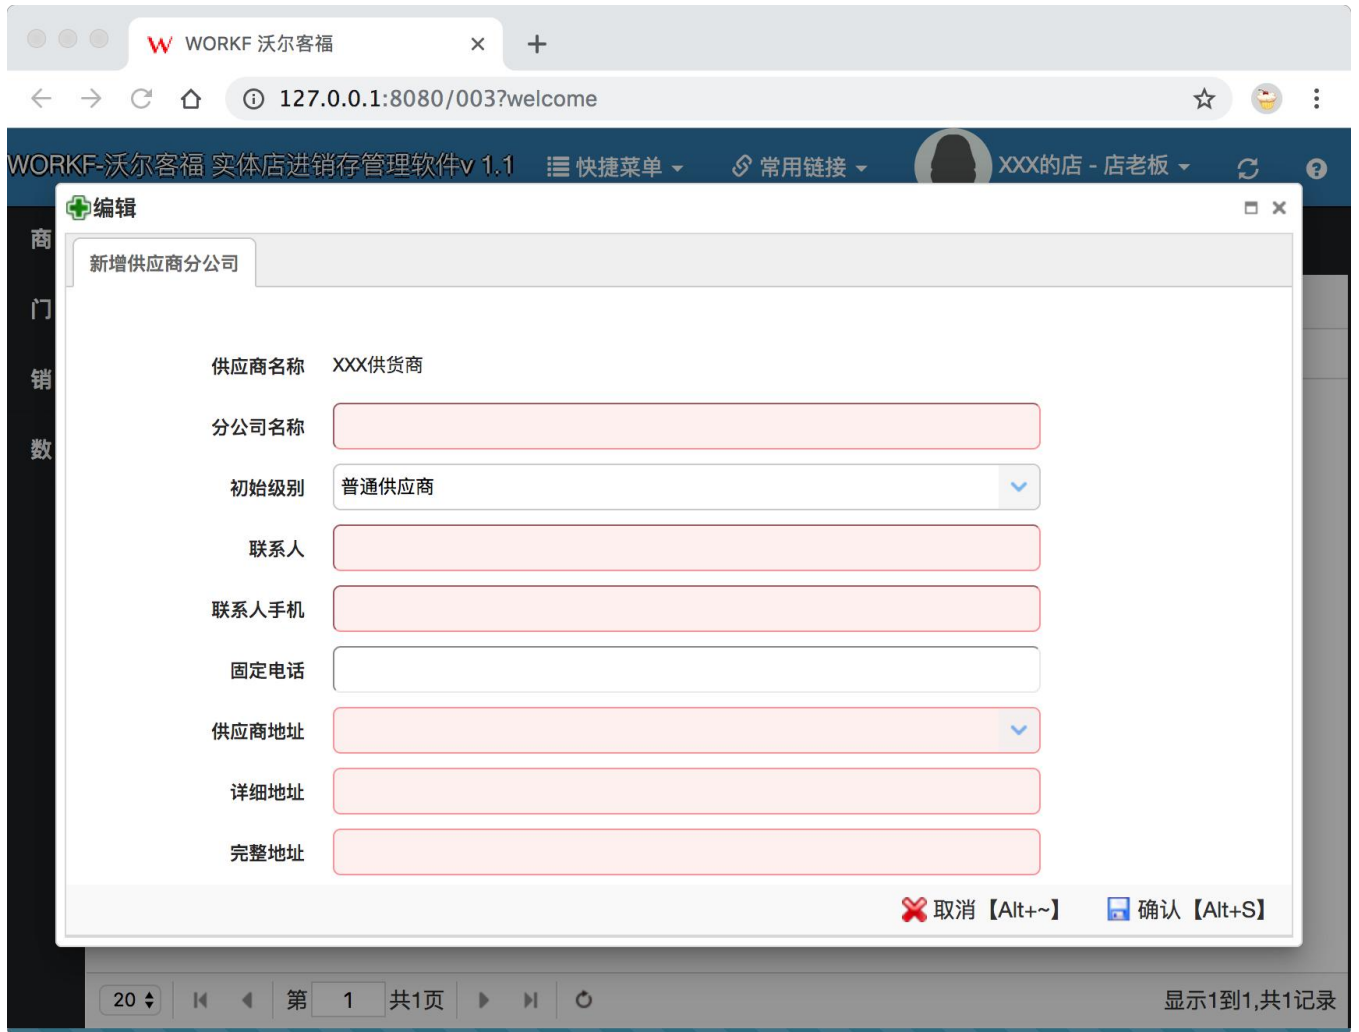 WORKF 沃尔客福
127.0.0.1:8080/003?welcome
WORKF-沃尔客福 实体店进销存管理软件v 1.1 快捷菜单 常用链接 XXX的店 - 店老板
编辑
商
新增供应商分公司
门
供应商名称 XXX供货商
销
分公司名称
数
初始级别 普通供应商
联系人
联系人手机
固定电话
供应商地址
详细地址
完整地址
取消【Alt+~】 确认【Alt+S】
20 第 1 共1页 显示1到1,共1记录